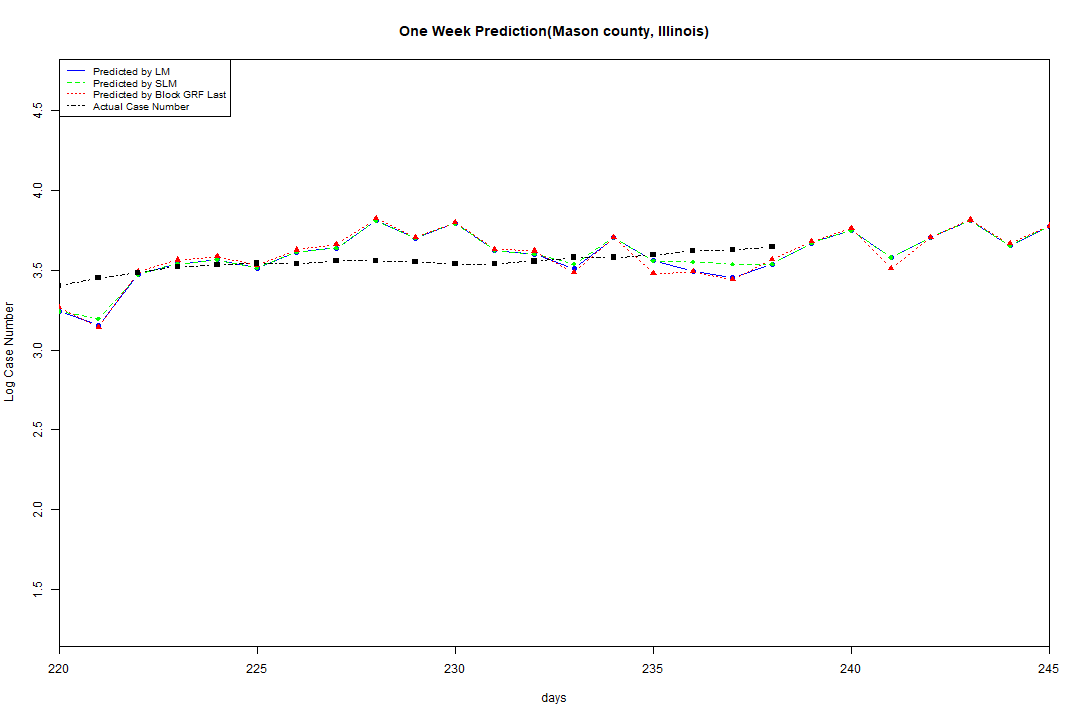 One Week Prediction(Mason county, Illinois)
Predicted by LM
Predicted by SLM
Predicted by Block GRF Last
Actual Case Number
4.5
4.0
3.5
3.0
2.5
2.0
1.5
Log Case Number
220 225 230 235 240 245
days